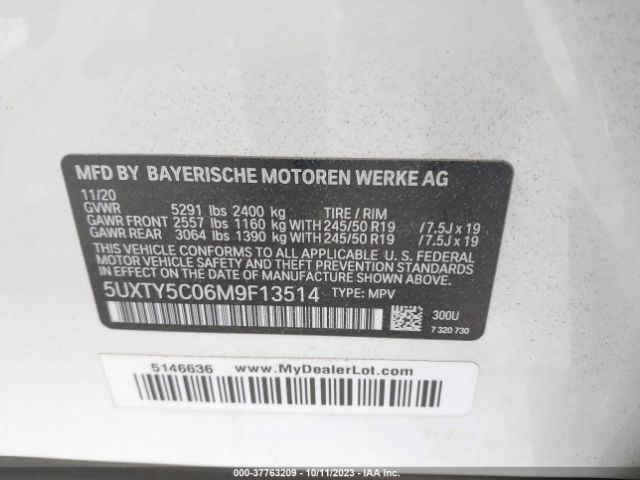 MFD BY BAYERISCHE MOTOREN WERKE AG
11/20
GVWR 5291 lbs 2400 kg TIRE / RIM
GAWR FRONT 2557 lbs 1160 kg WITH 245/50 R19 / 7.5J x 19
GAWR REAR 3064 lbs 1390 kg WITH 245/50 R19 / 7.5J x 19
THIS VEHICLE CONFORMS TO ALL APPLICABLE U.S. FEDERAL
MOTOR VEHICLE SAFETY AND THEFT PREVENTION STANDARDS
IN EFFECT ON THE DATE OF MANUFACTURE SHOWN ABOVE.
5UXTY5C06M9F13514 TYPE: MPV
300U
7 320 730
5146636 www.MyDealerLot.com
000-37763209 - 10/11/2023 - IAA Inc.